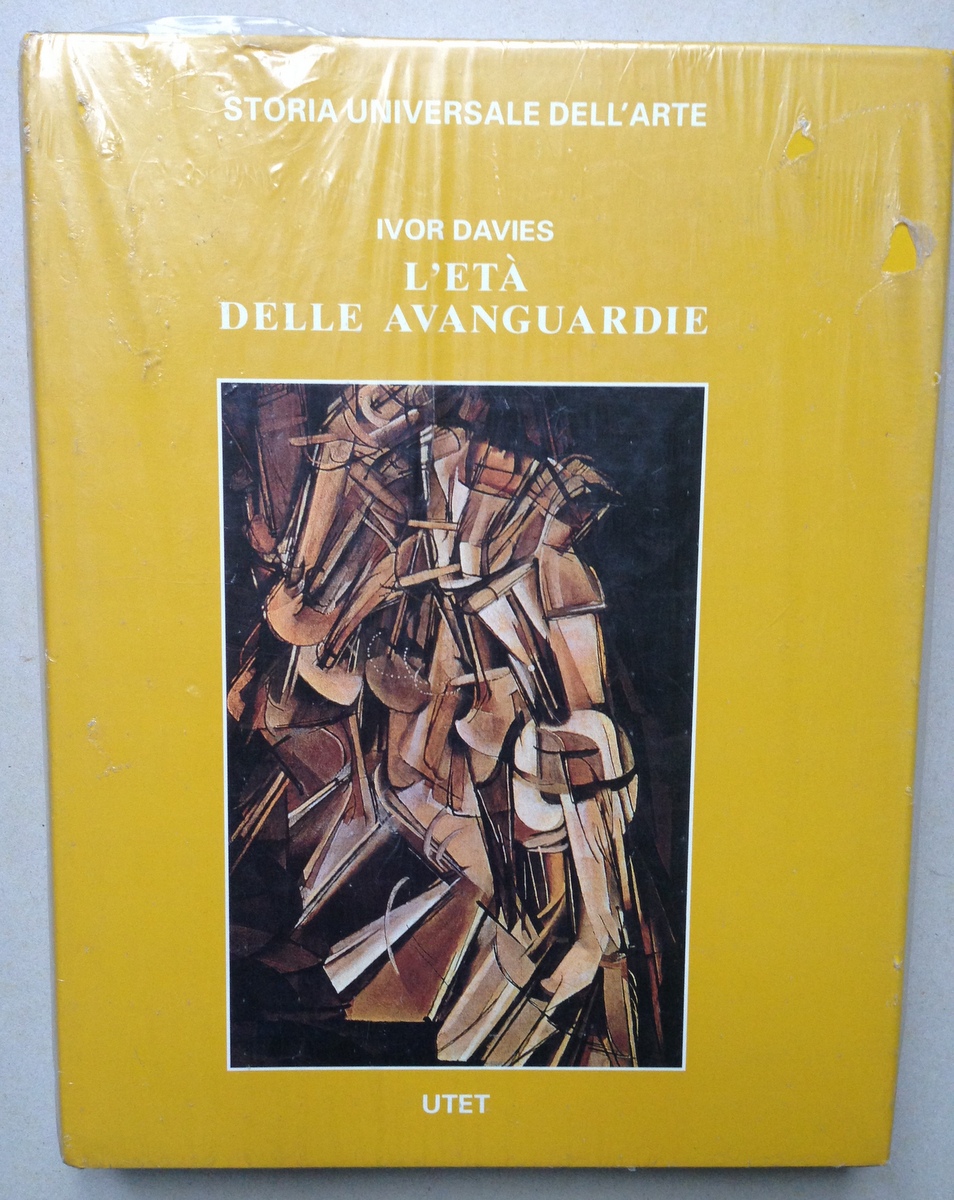 STORIA UNIVERSALE DELL'ARTE
IVOR DAVIES
L'ETÀ
DELLE AVANGUARDIE
UTET